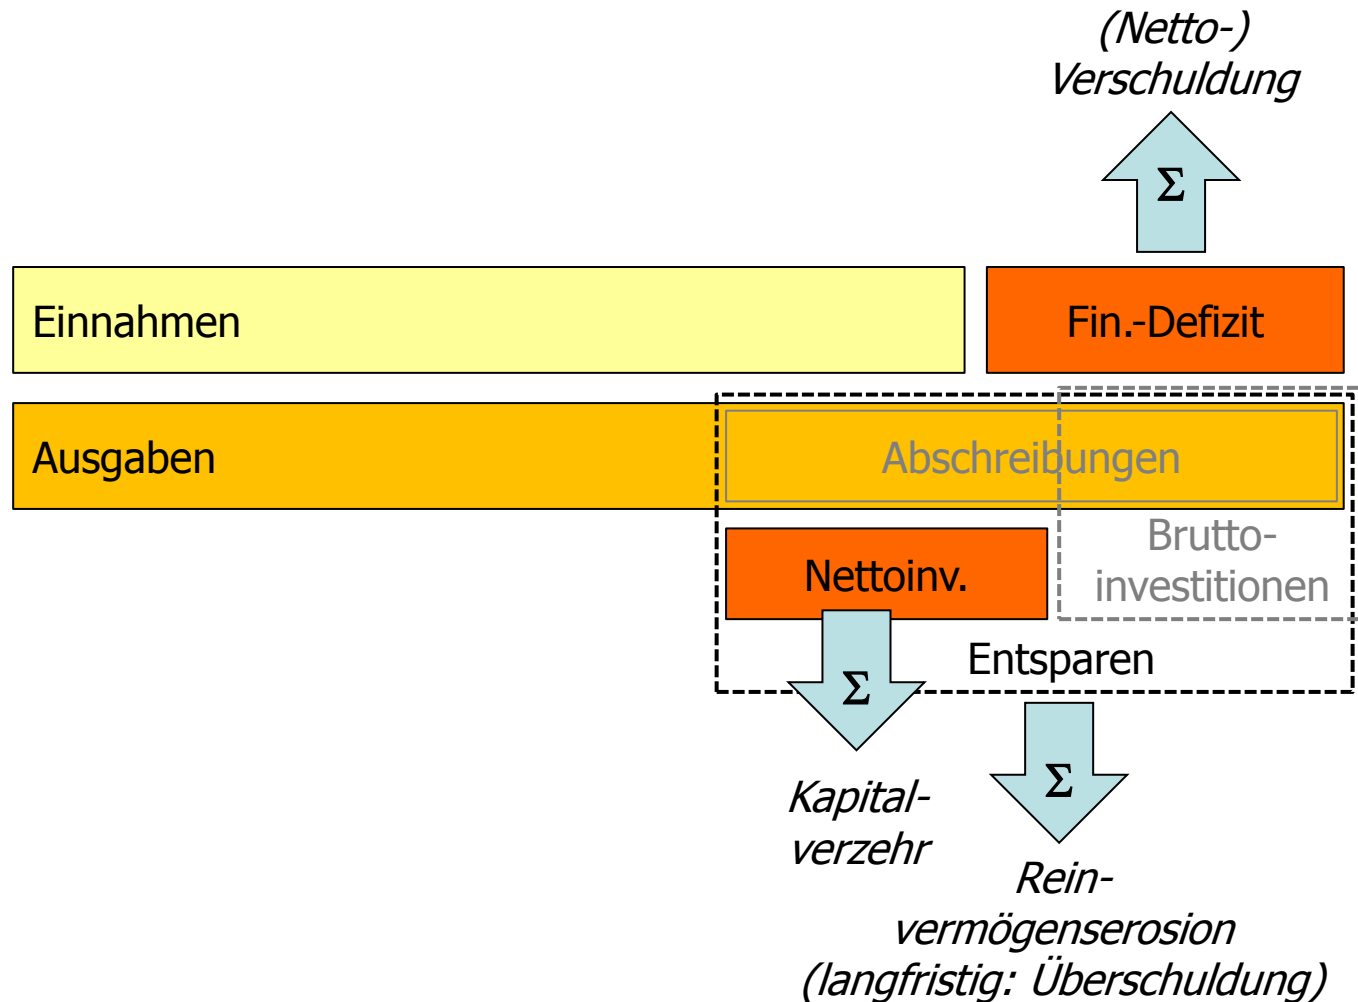 (Netto-)
Verschuldung
Σ
Einnahmen
Fin.-Defizit
Ausgaben
Abschreibungen
Brutto-
investitionen
Nettoinv.
Entsparen
Σ
Σ
Kapital-
verzehr
Rein-
vermögenserosion
(langfristig: Überschuldung)